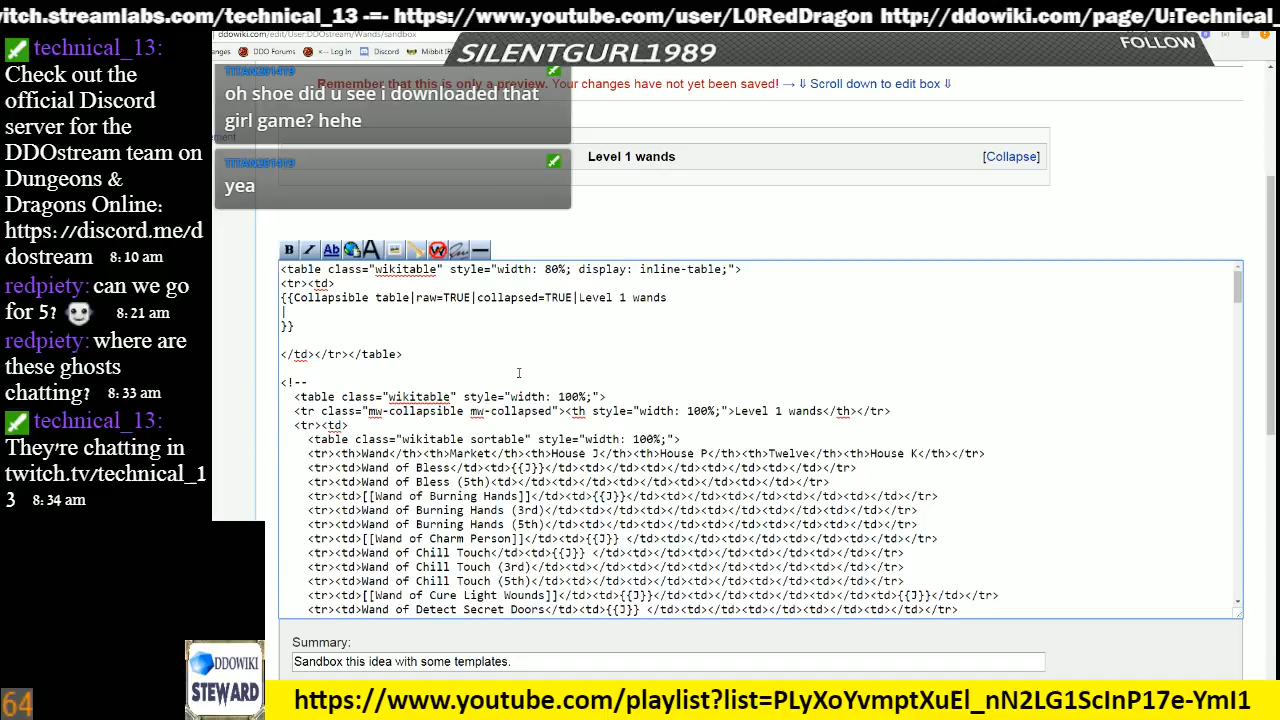 witch.streamlabs.com/technical_13 -=- https://www.youtube.com/user/L0RedDragon http://ddowiki.com/page/U:Technical_
technical_13:
Check out the
official Discord
server for the
DDOstream team on
Dungeons &
Dragons Online:
https://discord.me/d
dostream 8:10 am
redpiety: can we go
for 5? 8:21 am
redpiety: where are
these ghosts
chatting? 8:33 am
technical_13:
They're chatting in
twitch.tv/technical_1
3 8:34 am
ddowiki.com/edit/User:DDOstream/Wands/sandbox
anges DDO Forums <-- Log In Discord Mibbit
SILENTGURL1989
FOLLOW
TITAN201419
oh shoe did u see i downloaded that
girl game? hehe
TITAN201419
yea
Remember that this is only a preview. Your changes have not yet been saved! → ⇓ Scroll down to edit box ⇓
Level 1 wands [Collapse]
B I Ab A
<table class="wikitable" style="width: 80%; display: inline-table;">
<tr><td>
{{Collapsible table|raw=TRUE|collapsed=TRUE|Level 1 wands
|
}}
</td></tr></table>
<!--
<table class="wikitable" style="width: 100%;">
<tr class="mw-collapsible mw-collapsed"><th style="width: 100%;">Level 1 wands</th></tr>
<tr><td>
<table class="wikitable sortable" style="width: 100%;">
<tr><th>Wand</th><th>Market</th><th>House J</th><th>House P</th><th>Twelve</th><th>House K</th></tr>
<tr><td>Wand of Bless</td><td>{{J}}</td><td></td><td></td><td></td><td></td></tr>
<tr><td>Wand of Bless (5th)<td></td><td></td><td></td><td></td><td></td></tr>
<tr><td>[[Wand of Burning Hands]]</td><td>{{J}}</td><td></td><td></td><td></td><td></td></tr>
<tr><td>Wand of Burning Hands (3rd)</td><td></td><td></td><td></td><td></td><td></td></tr>
<tr><td>Wand of Burning Hands (5th)</td><td></td><td></td><td></td><td></td><td></td></tr>
<tr><td>[[Wand of Charm Person]]</td><td>{{J}} </td><td></td><td></td><td></td><td></td></tr>
<tr><td>Wand of Chill Touch</td><td>{{J}} </td><td></td><td></td><td></td><td></td></tr>
<tr><td>Wand of Chill Touch (3rd)</td><td></td><td></td><td></td><td></td><td></td></tr>
<tr><td>Wand of Chill Touch (5th)</td><td></td><td></td><td></td><td></td><td></td></tr>
<tr><td>[[Wand of Cure Light Wounds]]</td><td>{{J}}</td><td></td><td></td><td></td><td>{{J}}</td></tr>
<tr><td>Wand of Detect Secret Doors</td><td>{{J}} </td><td></td><td></td><td></td><td></td></tr>
Summary:
Sandbox this idea with some templates.
DDOWIKI
STEWARD
64
https://www.youtube.com/playlist?list=PLyXoYvmptXuEl_nN2LG1ScInP17e-YmI1